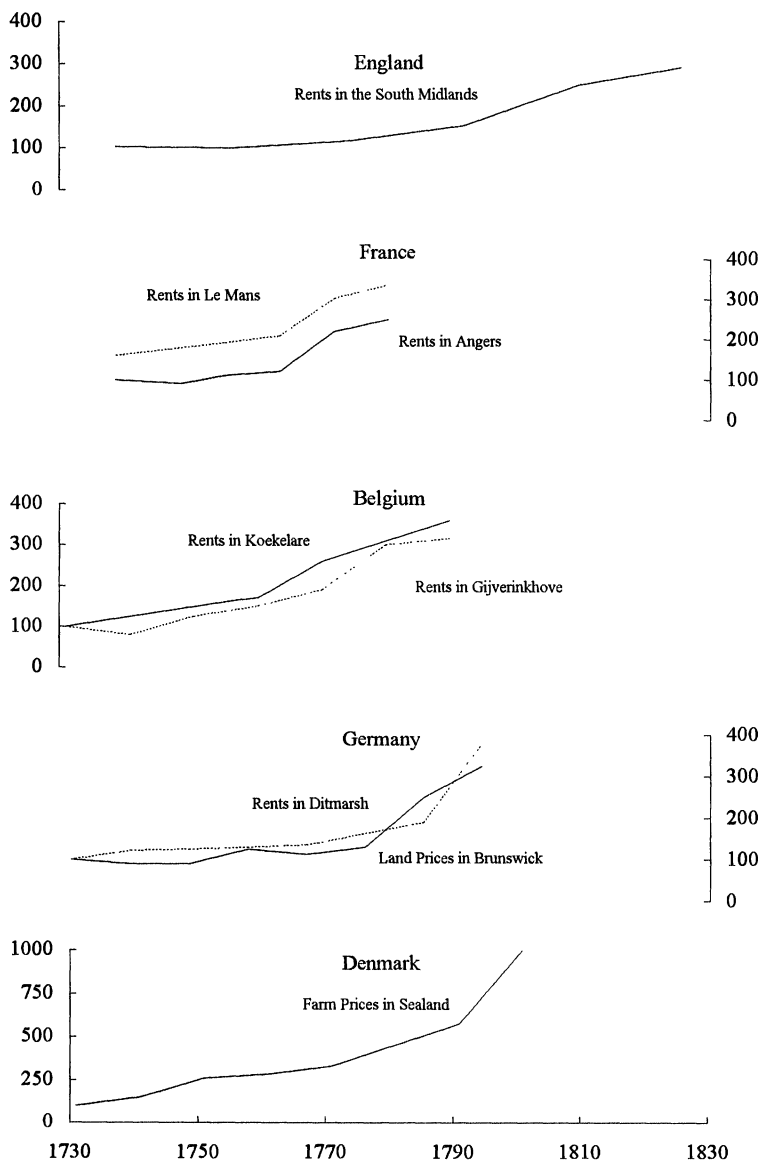 400
England
300
Rents in the South Midlands
200
100
0
France
400
Rents in Le Mans
300
Rents in Angers
200
100
0
Belgium
400
Rents in Koekelare
300
Rents in Gijverinkhove
200
100
0
Germany
400
300
Rents in Ditmarsh
200
Land Prices in Brunswick
100
0
1000
Denmark
750
Farm Prices in Sealand
500
250
0
1730 1750 1770 1790 1810 1830